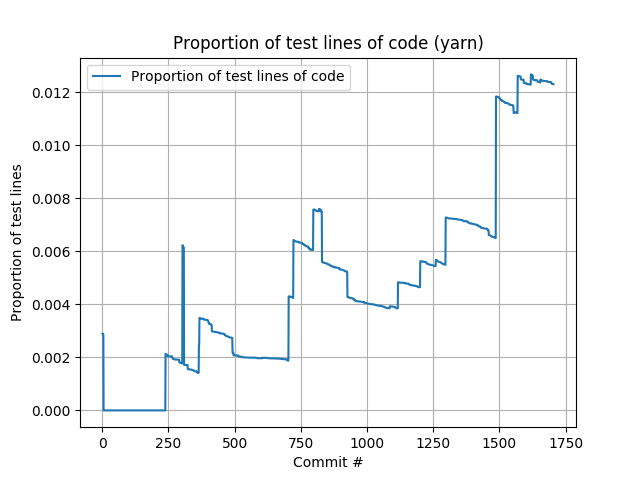 Proportion of test lines of code (yarn)
Proportion of test lines of code
Proportion of test lines
0.012
0.010
0.008
0.006
0.004
0.002
0.000
0 250 500 750 1000 1250 1500 1750
Commit #